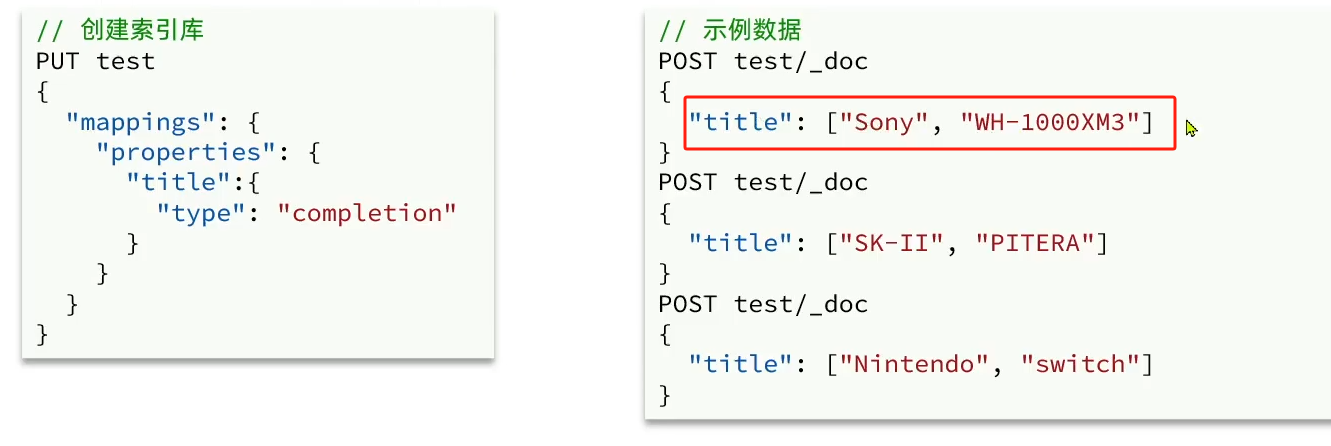 // 创建索引库
PUT test
{
  "mappings": {
    "properties": {
      "title":{
        "type": "completion"
      }
    }
  }
}
// 示例数据
POST test/_doc
{
  "title": ["Sony", "WH-1000XM3"]
}
POST test/_doc
{
  "title": ["SK-II", "PITERA"]
}
POST test/_doc
{
  "title": ["Nintendo", "switch"]
}